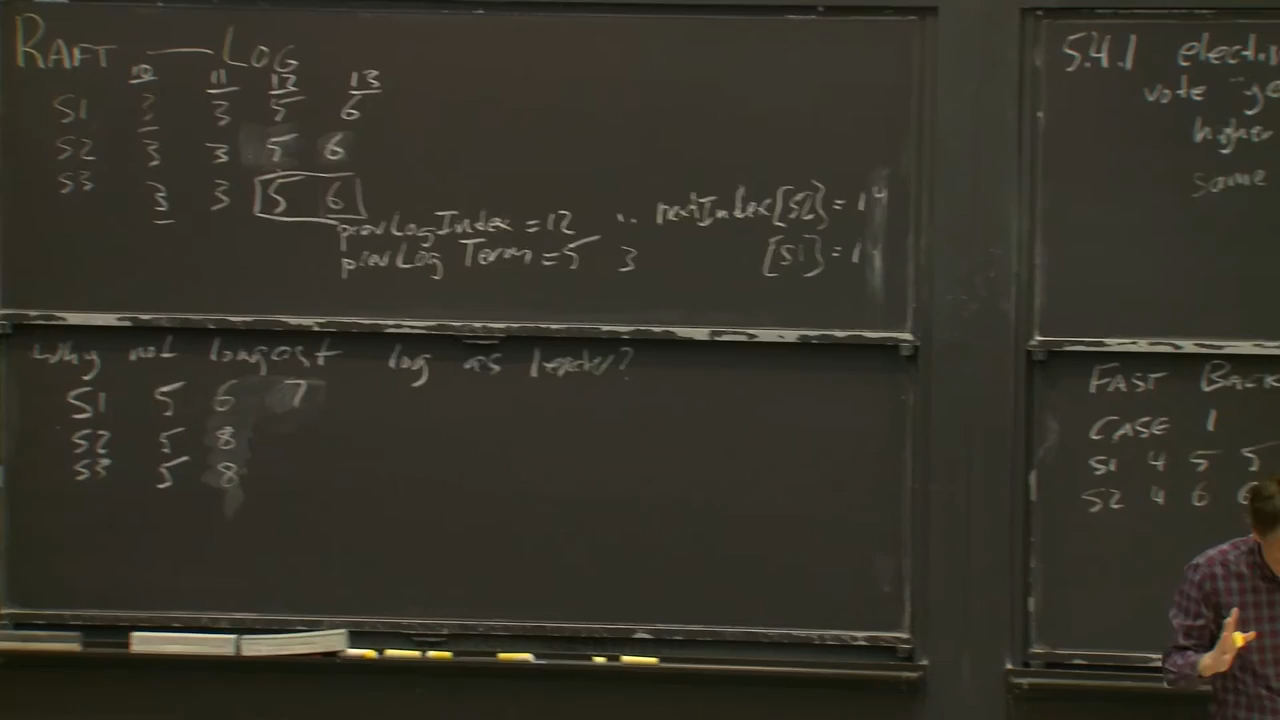 RAFT — LOG
10 11 12 13
S1 3 3 5 6
S2 3 3 5 6
S3 3 3 5 6
prevLogIndex = 12 .. nextIndex[S2] = 14
prevLog Term = 5 3 [S1] = 1
why not longest log as leader?
S1 5 6 7
S2 5 8
S3 5 8
5.4.1
vote
higher
same
FAST
CASE 1
S1 4 5 5
S2 4 6 6